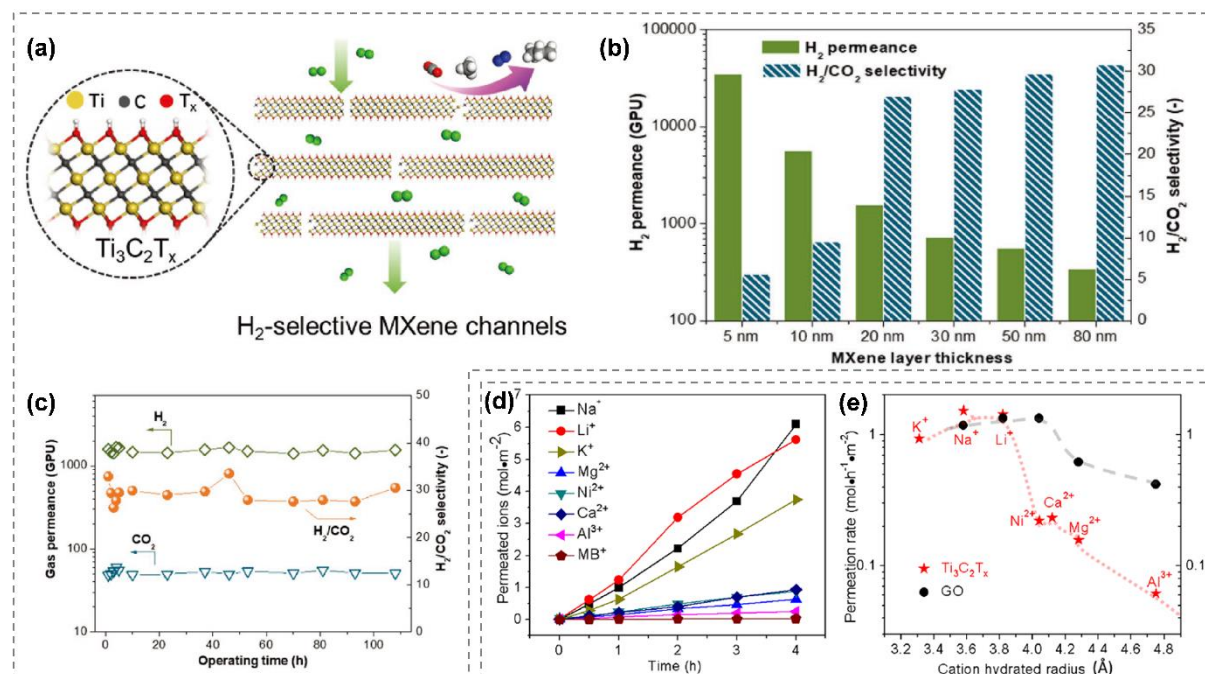 (a)
Ti C Tₓ
Ti₃C₂Tₓ
H₂-selective MXene channels
(b)
H₂ permeance
H₂/CO₂ selectivity
H₂ permeance (GPU)
100000
10000
1000
100
H₂/CO₂ selectivity (-)
35
30
25
20
15
10
5
0
5 nm 10 nm 20 nm 30 nm 50 nm 80 nm
MXene layer thickness
(c)
Gas permeance (GPU)
1000
100
10
H₂
H₂/CO₂
CO₂
H₂/CO₂ selectivity (-)
50
40
30
20
10
0
0 20 40 60 80 100
Operating time (h)
(d)
Permeated ions (mol•m⁻²)
7
6
5
4
3
2
1
0
Na⁺
Li⁺
K⁺
Mg²⁺
Ni²⁺
Ca²⁺
Al³⁺
MB⁺
0 1 2 3 4
Time (h)
(e)
Permeation rate (mol•h⁻¹•m⁻²)
1
0.1
K⁺
Na⁺
Li⁺
Ni²⁺
Ca²⁺
Mg²⁺
Al³⁺
Ti₃C₂Tₓ
GO
1
0.1
3.2 3.4 3.6 3.8 4.0 4.2 4.4 4.6 4.8
Cation hydrated radius (Å)